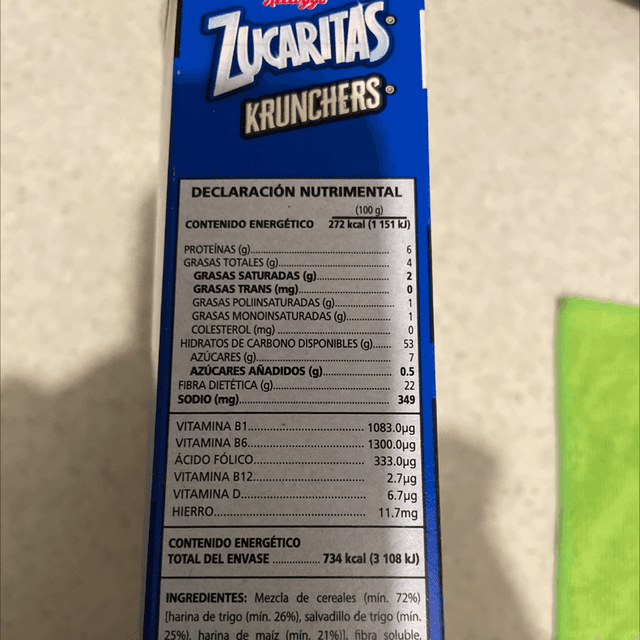 Kellogg's
ZUCARITAS®
KRUNCHERS®
DECLARACIÓN NUTRIMENTAL
(100 g)
CONTENIDO ENERGÉTICO 272 kcal (1 151 kJ)
PROTEÍNAS (g)........................................ 6
GRASAS TOTALES (g)................................ 4
GRASAS SATURADAS (g)................... 2
GRASAS TRANS (mg)....................... 0
GRASAS POLIINSATURADAS (g)........... 1
GRASAS MONOINSATURADAS (g)......... 1
COLESTEROL (mg) ............................ 0
HIDRATOS DE CARBONO DISPONIBLES (g)...... 53
AZÚCARES (g)................................... 7
AZÚCARES AÑADIDOS (g)................. 0.5
FIBRA DIETÉTICA (g)................................ 22
SODIO (mg)........................................ 349
VITAMINA B1............................. 1083.0µg
VITAMINA B6............................. 1300.0µg
ÁCIDO FÓLICO........................... 333.0µg
VITAMINA B12............................ 2.7µg
VITAMINA D............................... 6.7µg
HIERRO...................................... 11.7mg
CONTENIDO ENERGÉTICO
TOTAL DEL ENVASE ............... 734 kcal (3 108 kJ)
INGREDIENTES: Mezcla de cereales (mín. 72%)
[harina de trigo (mín. 26%), salvadillo de trigo (mín.
25%), harina de maíz (mín. 21%)], fibra soluble,